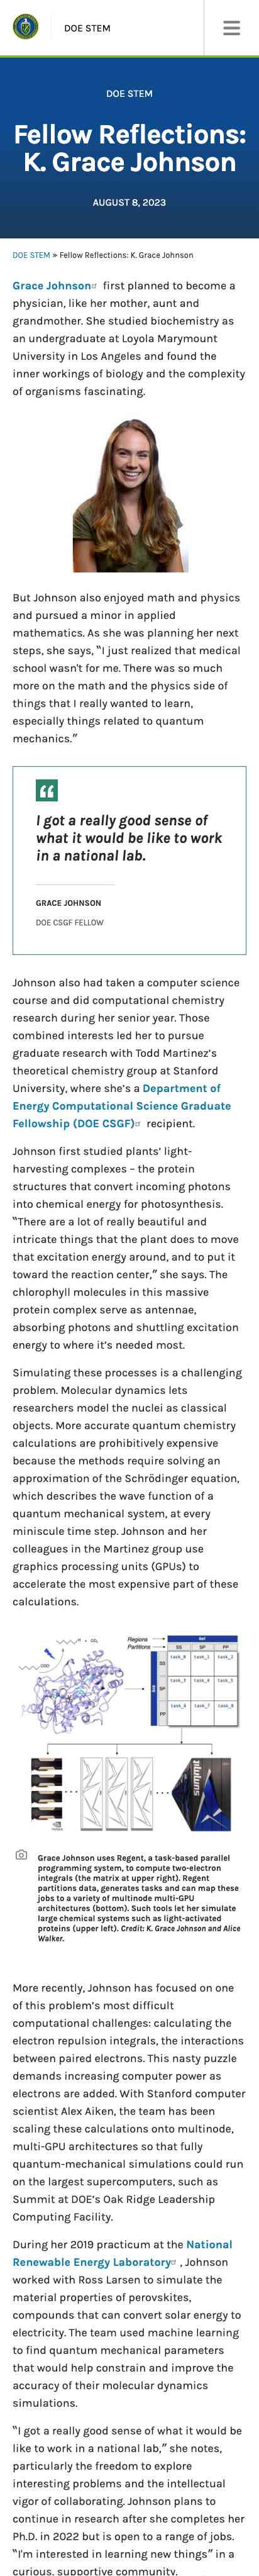 DOE STEM
DOE STEM
Fellow Reflections:
K. Grace Johnson
AUGUST 8, 2023
DOE STEM » Fellow Reflections: K. Grace Johnson
Grace Johnson first planned to become a
physician, like her mother, aunt and
grandmother. She studied biochemistry as
an undergraduate at Loyola Marymount
University in Los Angeles and found the
inner workings of biology and the complexity
of organisms fascinating.
But Johnson also enjoyed math and physics
and pursued a minor in applied
mathematics. As she was planning her next
steps, she says, “I just realized that medical
school wasn't for me. There was so much
more on the math and the physics side of
things that I really wanted to learn,
especially things related to quantum
mechanics.”
I got a really good sense of
what it would be like to work
in a national lab.
GRACE JOHNSON
DOE CSGF FELLOW
Johnson also had taken a computer science
course and did computational chemistry
research during her senior year. Those
combined interests led her to pursue
graduate research with Todd Martinez’s
theoretical chemistry group at Stanford
University, where she’s a Department of
Energy Computational Science Graduate
Fellowship (DOE CSGF) recipient.
Johnson first studied plants’ light-
harvesting complexes – the protein
structures that convert incoming photons
into chemical energy for photosynthesis.
“There are a lot of really beautiful and
intricate things that the plant does to move
that excitation energy around, and to put it
toward the reaction center,” she says. The
chlorophyll molecules in this massive
protein complex serve as antennae,
absorbing photons and shuttling excitation
energy to where it’s needed most.
Simulating these processes is a challenging
problem. Molecular dynamics lets
researchers model the nuclei as classical
objects. More accurate quantum chemistry
calculations are prohibitively expensive
because the methods require solving an
approximation of the Schrödinger equation,
which describes the wave function of a
quantum mechanical system, at every
miniscule time step. Johnson and her
colleagues in the Martinez group use
graphics processing units (GPUs) to
accelerate the most expensive part of these
calculations.
Regions
Partitions
Ket
SS SP PP
SS task_0 task_1 task_2
SP task_3 task_4 task_5
PP task_6 task_7 task_8
Johnson uses Regent, a task-based parallel
programming system, to compute two-electron
integrals (the matrix at upper right). Regent
partitions data, generates tasks and can map these
jobs to a variety of multinode multi-GPU
architectures (bottom). Such tools let her simulate
large chemical systems such as light-activated
proteins (upper left). Credit: K. Grace Johnson and Alice
Walker.
More recently, Johnson has focused on one
of this problem’s most difficult
computational challenges: calculating the
electron repulsion integrals, the interactions
between paired electrons. This nasty puzzle
demands increasing computer power as
electrons are added. With Stanford computer
scientist Alex Aiken, the team has been
scaling these calculations onto multinode,
multi-GPU architectures so that fully
quantum-mechanical simulations could run
on the largest supercomputers, such as
Summit at DOE’s Oak Ridge Leadership
Computing Facility.
During her 2019 practicum at the National
Renewable Energy Laboratory, Johnson
worked with Ross Larsen to simulate the
material properties of perovskites,
compounds that can convert solar energy to
electricity. The team used machine learning
to find quantum mechanical parameters
that would help constrain and improve the
accuracy of their molecular dynamics
simulations.
“I got a really good sense of what it would be
like to work in a national lab,” she notes,
particularly the freedom to explore
interesting problems and the intellectual
vigor of collaborating. Johnson plans to
continue in research after she completes her
Ph.D. in 2022 but is open to a range of jobs.
“I'm interested in learning new things” in a
curious, supportive community.